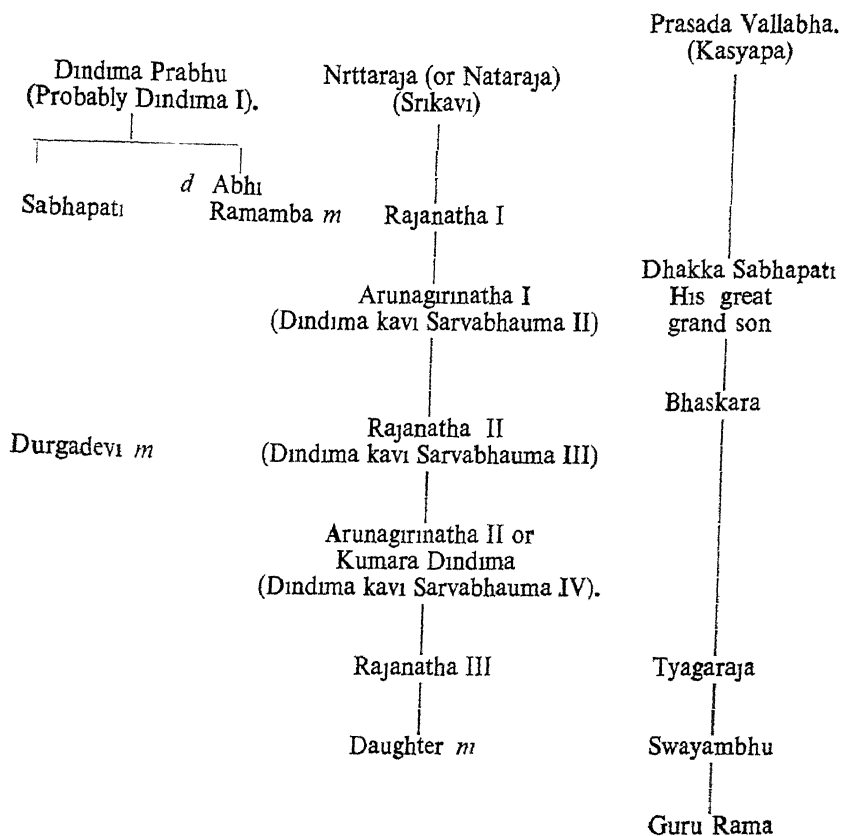 Prasada Vallabha.
(Kasyapa)
Dindima Prabhu
(Probably Dindima I).
Nrttaraja (or Nataraja)
(Srikavi)
Sabhapati
d Abhi
Ramamba m
Rajanatha I
Dhakka Sabhapati
His great
grand son
Arunagirinatha I
(Dindima kavi Sarvabhauma II)
Bhaskara
Durgadevi m
Rajanatha II
(Dindima kavi Sarvabhauma III)
Arunagirinatha II or
Kumara Dindima
(Dindima kavi Sarvabhauma IV).
Rajanatha III
Tyagaraja
Daughter m
Swayambhu
Guru Rama